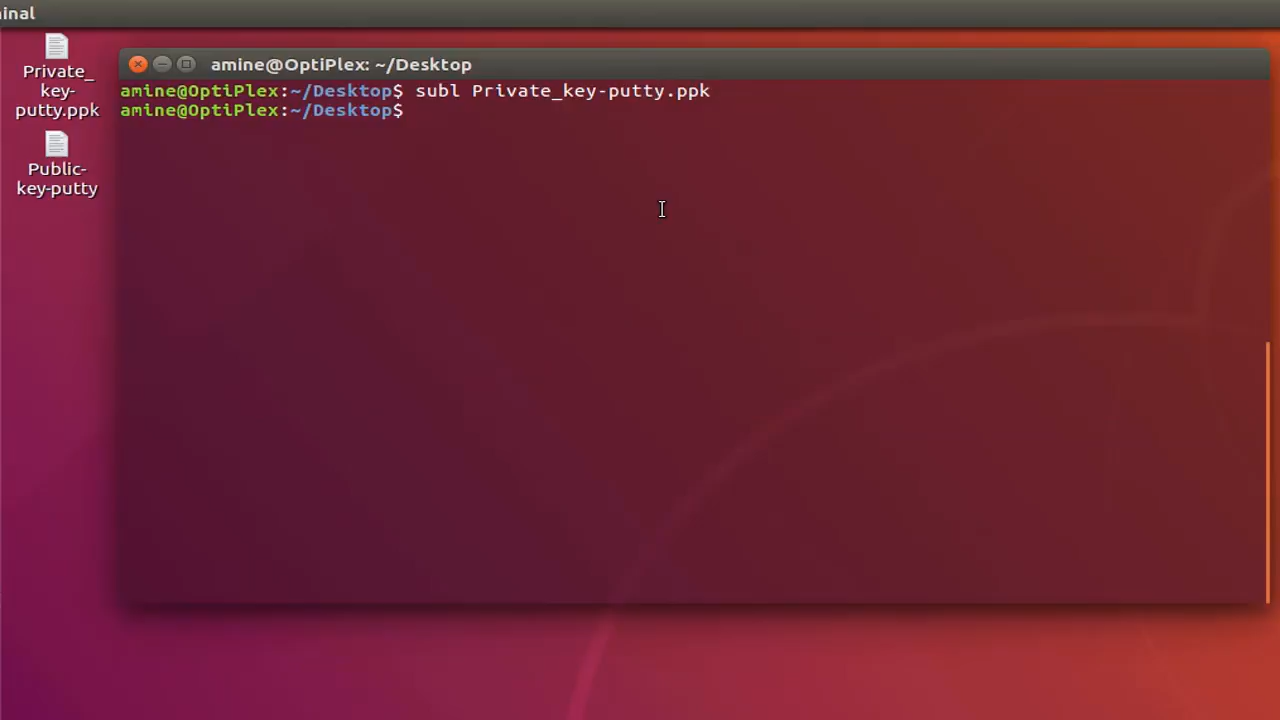 inal
Private_
key-
putty.ppk
Public-
key-putty
amine@OptiPlex: ~/Desktop
amine@OptiPlex:~/Desktop$ subl Private_key-putty.ppk
amine@OptiPlex:~/Desktop$